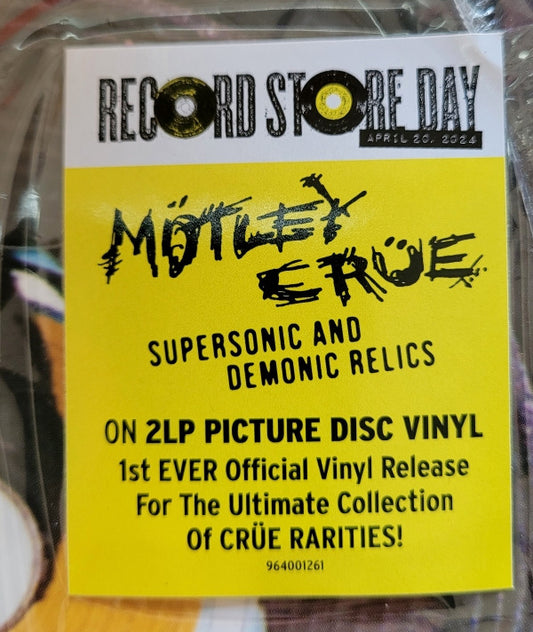 RECORD STORE DAY
APRIL 20, 2024
MÖTLEY
CRÜE
SUPERSONIC AND
DEMONIC RELICS
ON 2LP PICTURE DISC VINYL
1st EVER Official Vinyl Release
For The Ultimate Collection
Of CRÜE RARITIES!
964001261